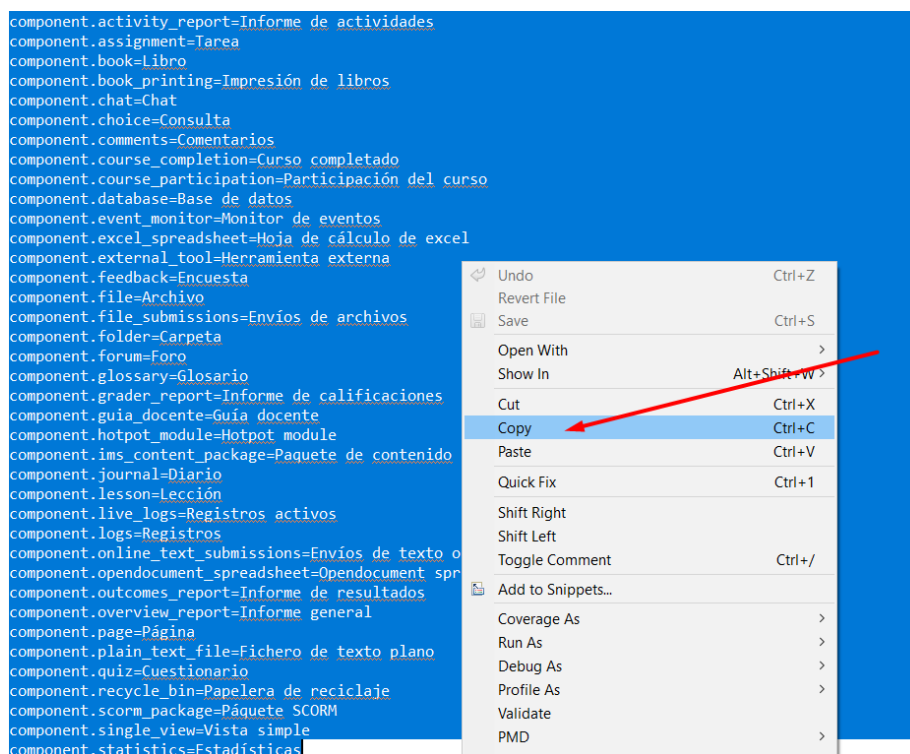 component.activity_report=Informe de actividades
component.assignment=Tarea
component.book=Libro
component.book_printing=Impresión de libros
component.chat=Chat
component.choice=Consulta
component.comments=Comentarios
component.course_completion=Curso completado
component.course_participation=Participación del curso
component.database=Base de datos
component.event_monitor=Monitor de eventos
component.excel_spreadsheet=Hoja de cálculo de excel
component.external_tool=Herramienta externa
component.feedback=Encuesta
component.file=Archivo
component.file_submissions=Envíos de archivos
component.folder=Carpeta
component.forum=Foro
component.glossary=Glosario
component.grader_report=Informe de calificaciones
component.guia_docente=Guía docente
component.hotpot_module=Hotpot module
component.ims_content_package=Paquete de contenido
component.journal=Diario
component.lesson=Lección
component.live_logs=Registros activos
component.logs=Registros
component.online_text_submissions=Envíos de texto o
component.opendocument_spreadsheet=Opendocument spr
component.outcomes_report=Informe de resultados
component.overview_report=Informe general
component.page=Página
component.plain_text_file=Fichero de texto plano
component.quiz=Cuestionario
component.recycle_bin=Papelera de reciclaje
component.scorm_package=Páquete SCORM
component.single_view=Vista simple
component.statistics=Estadísticas
Undo Ctrl+Z
Revert File
Save Ctrl+S
Open With >
Show In Alt+Shift+W >
Cut Ctrl+X
Copy Ctrl+C
Paste Ctrl+V
Quick Fix Ctrl+1
Shift Right
Shift Left
Toggle Comment Ctrl+/
Add to Snippets...
Coverage As >
Run As >
Debug As >
Profile As >
Validate
PMD >